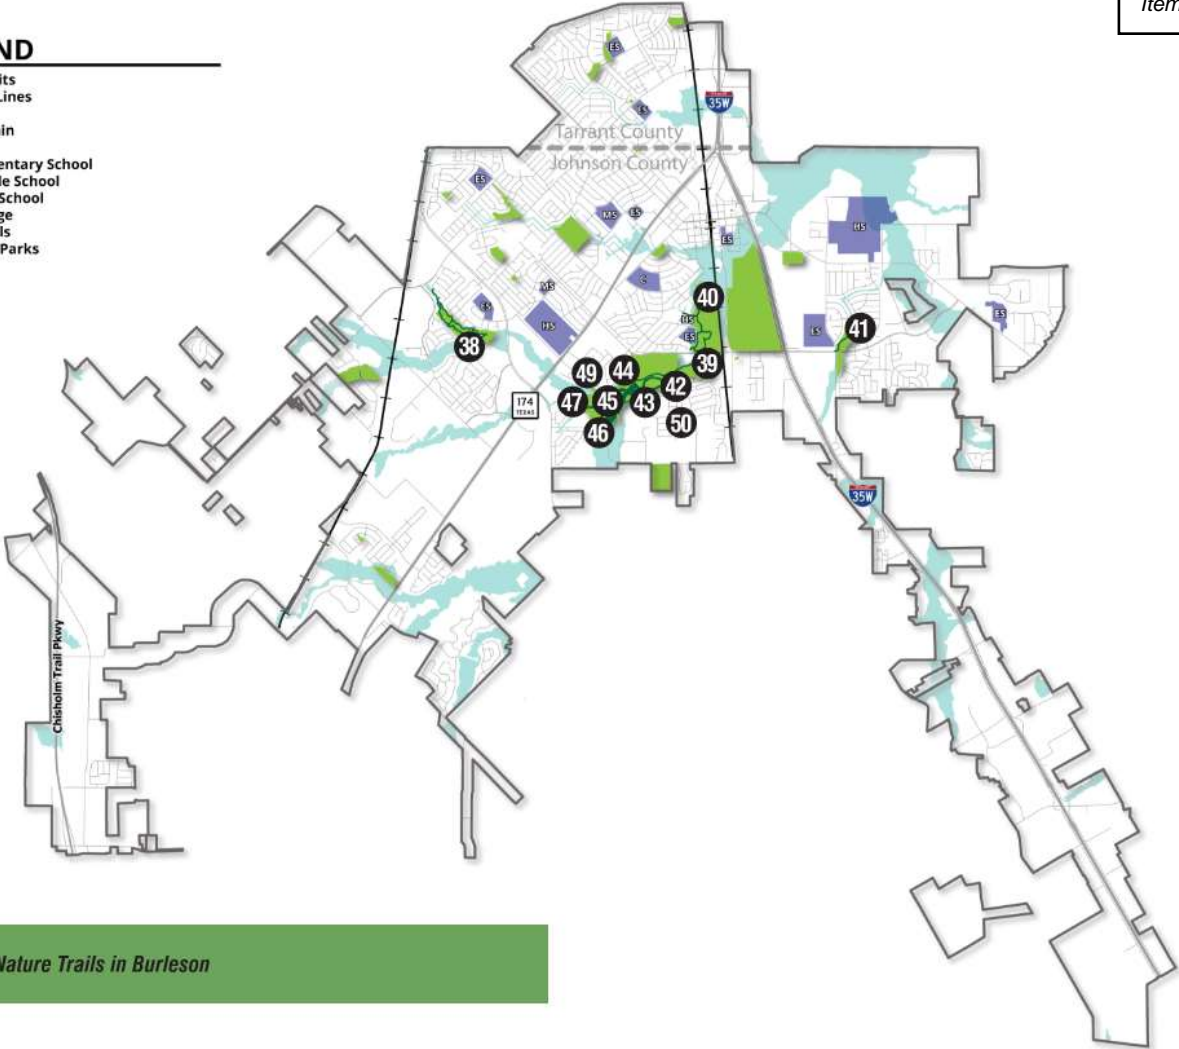 Item
ND
its
Lines
in
entary School
le School
School
ge
ls
Parks
ES
ES
35W
Tarrant County
Johnson County
ES
MS
ES
ES
HS
MS
C
ES
HS
HS
ES
ES
ES
40
41
38
39
49
44
42
47
45
43
46
50
174
TEXAS
35W
Chisholm Trail Pkwy
Nature Trails in Burleson